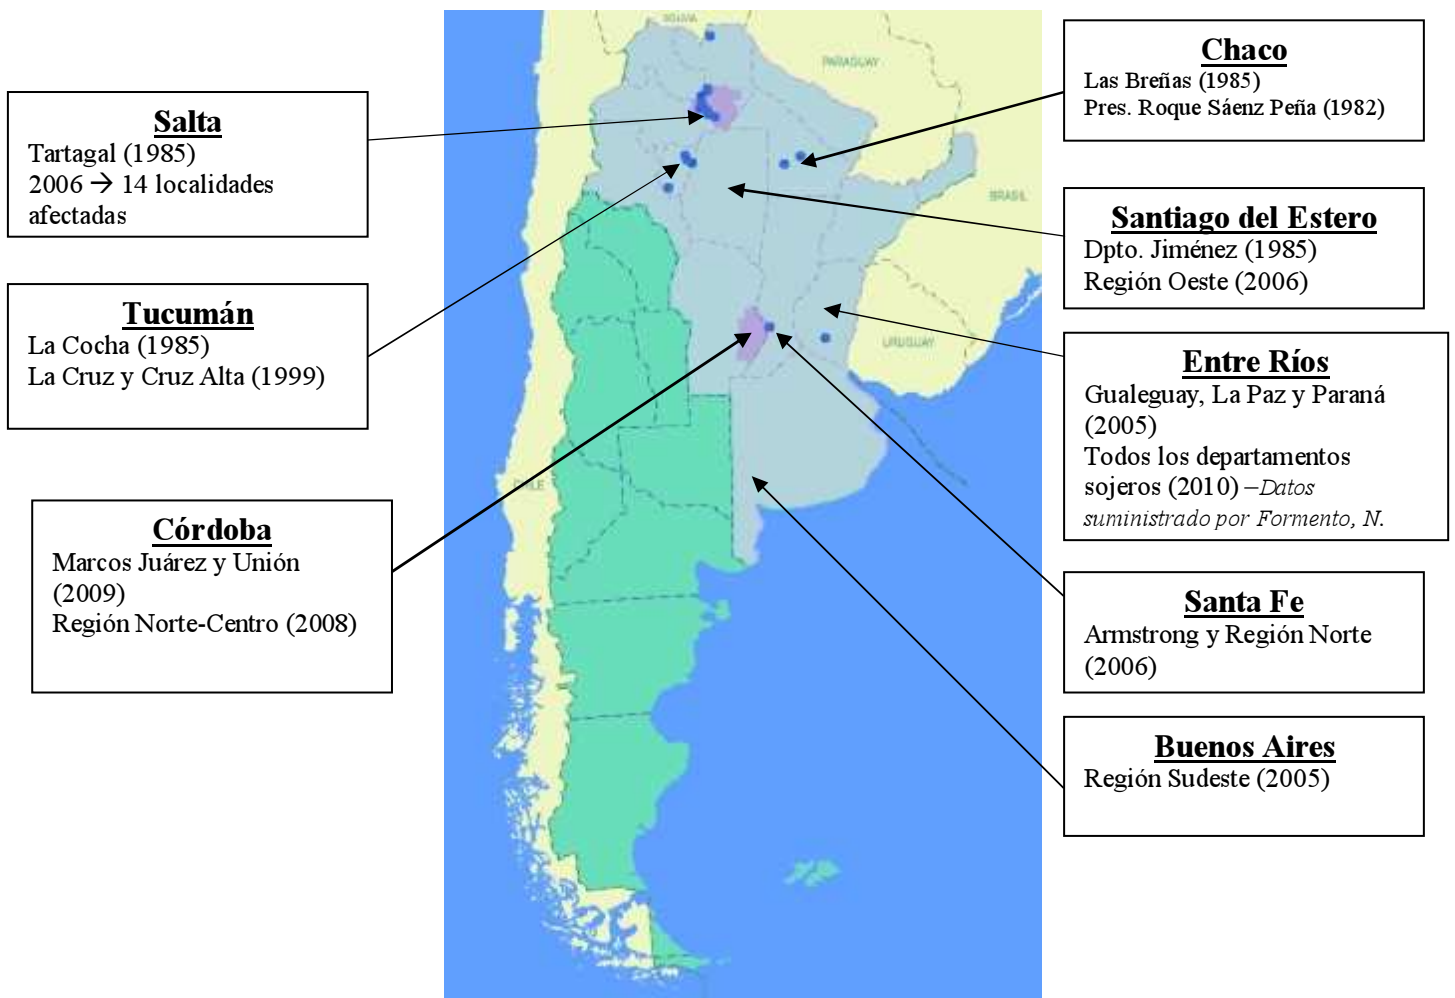 Salta
Tartagal (1985)
2006 → 14 localidades
afectadas
Tucumán
La Cocha (1985)
La Cruz y Cruz Alta (1999)
Córdoba
Marcos Juárez y Unión
(2009)
Región Norte-Centro (2008)
BOLIVIA
PARAGUAY
BRASIL
URUGUAY
CHILE
Chaco
Las Breñas (1985)
Pres. Roque Sáenz Peña (1982)
Santiago del Estero
Dpto. Jiménez (1985)
Región Oeste (2006)
Entre Ríos
Gualeguay, La Paz y Paraná
(2005)
Todos los departamentos
sojeros (2010) –Datos
suministrado por Formento, N.
Santa Fe
Armstrong y Región Norte
(2006)
Buenos Aires
Región Sudeste (2005)